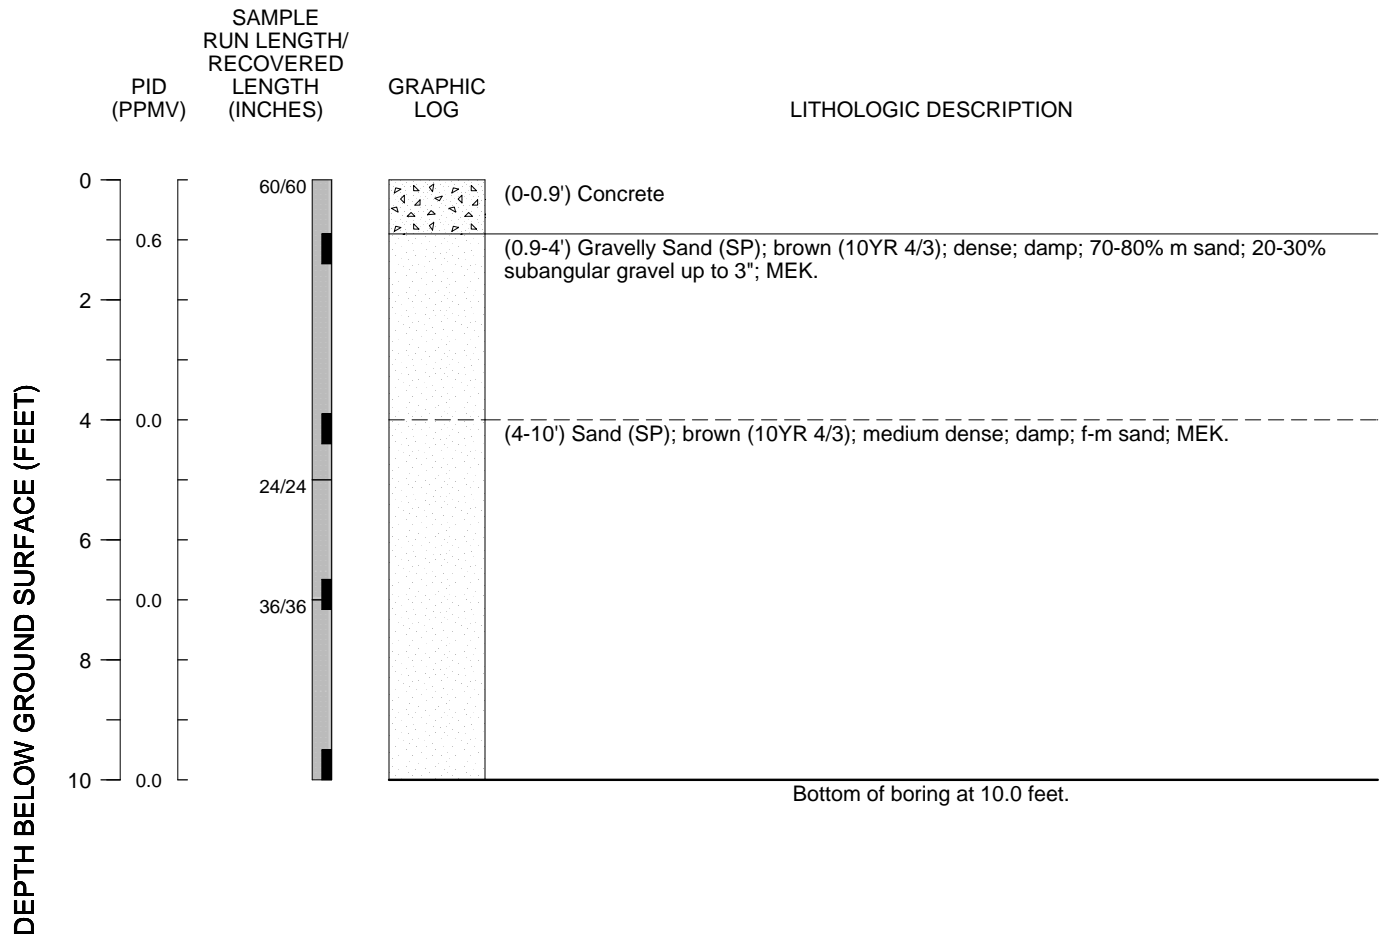 SAMPLE
RUN LENGTH/
RECOVERED
LENGTH
(INCHES)
PID
(PPMV)
GRAPHIC
LOG
LITHOLOGIC DESCRIPTION
DEPTH BELOW GROUND SURFACE (FEET)
0
60/60
(0-0.9') Concrete
0.6
(0.9-4') Gravelly Sand (SP); brown (10YR 4/3); dense; damp; 70-80% m sand; 20-30%
subangular gravel up to 3"; MEK.
2
4
0.0
(4-10') Sand (SP); brown (10YR 4/3); medium dense; damp; f-m sand; MEK.
24/24
6
0.0
36/36
8
10
0.0
Bottom of boring at 10.0 feet.